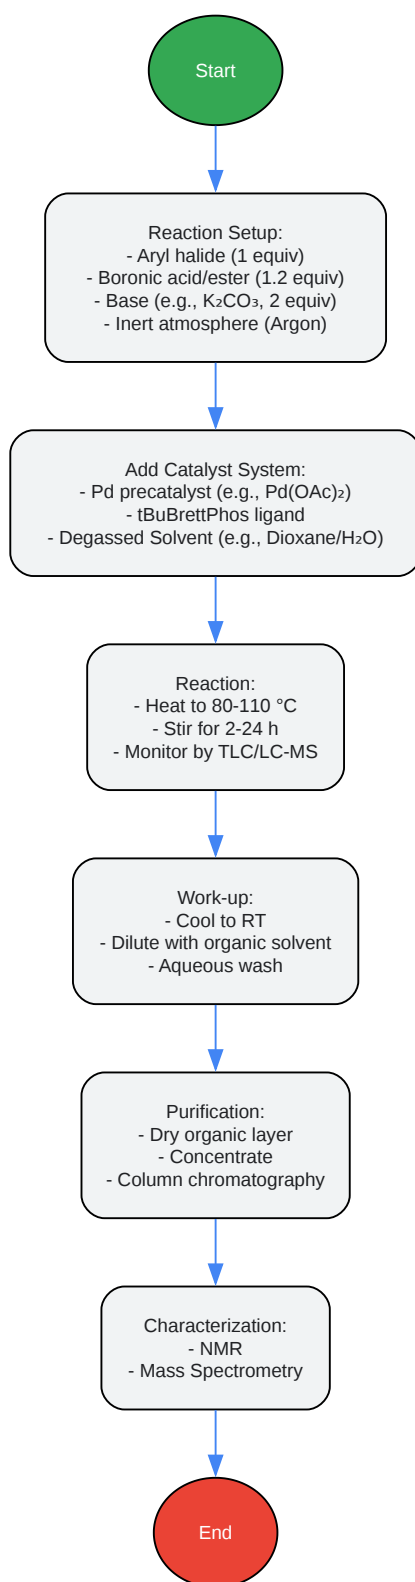 Start
Reaction Setup:
- Aryl halide (1 equiv)
- Boronic acid/ester (1.2 equiv)
- Base (e.g., K₂CO₃, 2 equiv)
- Inert atmosphere (Argon)
Add Catalyst System:
- Pd precatalyst (e.g., Pd(OAc)₂)
- tBuBrettPhos ligand
- Degassed Solvent (e.g., Dioxane/H₂O)
Reaction:
- Heat to 80-110 °C
- Stir for 2-24 h
- Monitor by TLC/LC-MS
Work-up:
- Cool to RT
- Dilute with organic solvent
- Aqueous wash
Purification:
- Dry organic layer
- Concentrate
- Column chromatography
Characterization:
- NMR
- Mass Spectrometry
End